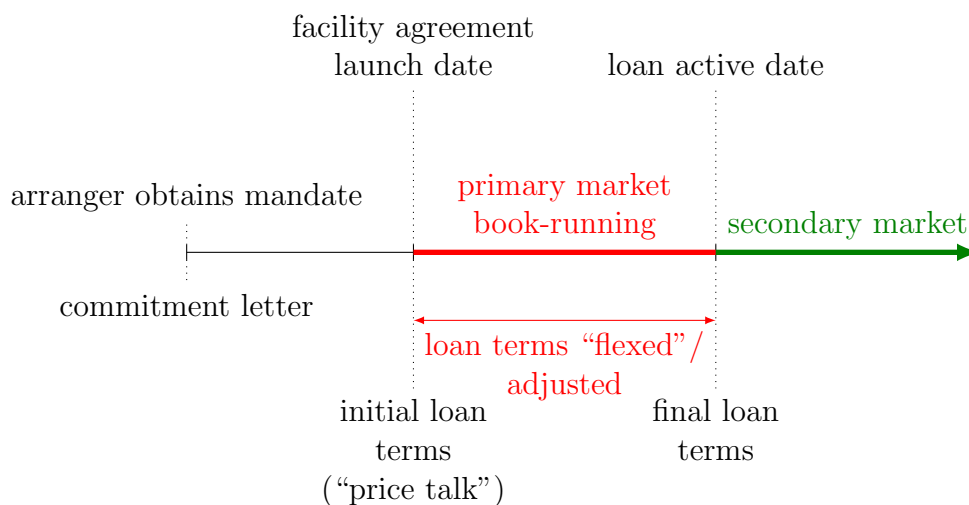 facility agreement
launch date
loan active date
arranger obtains mandate
primary market
book-running
secondary market
commitment letter
loan terms “flexed”/
adjusted
initial loan
terms
(“price talk”)
final loan
terms